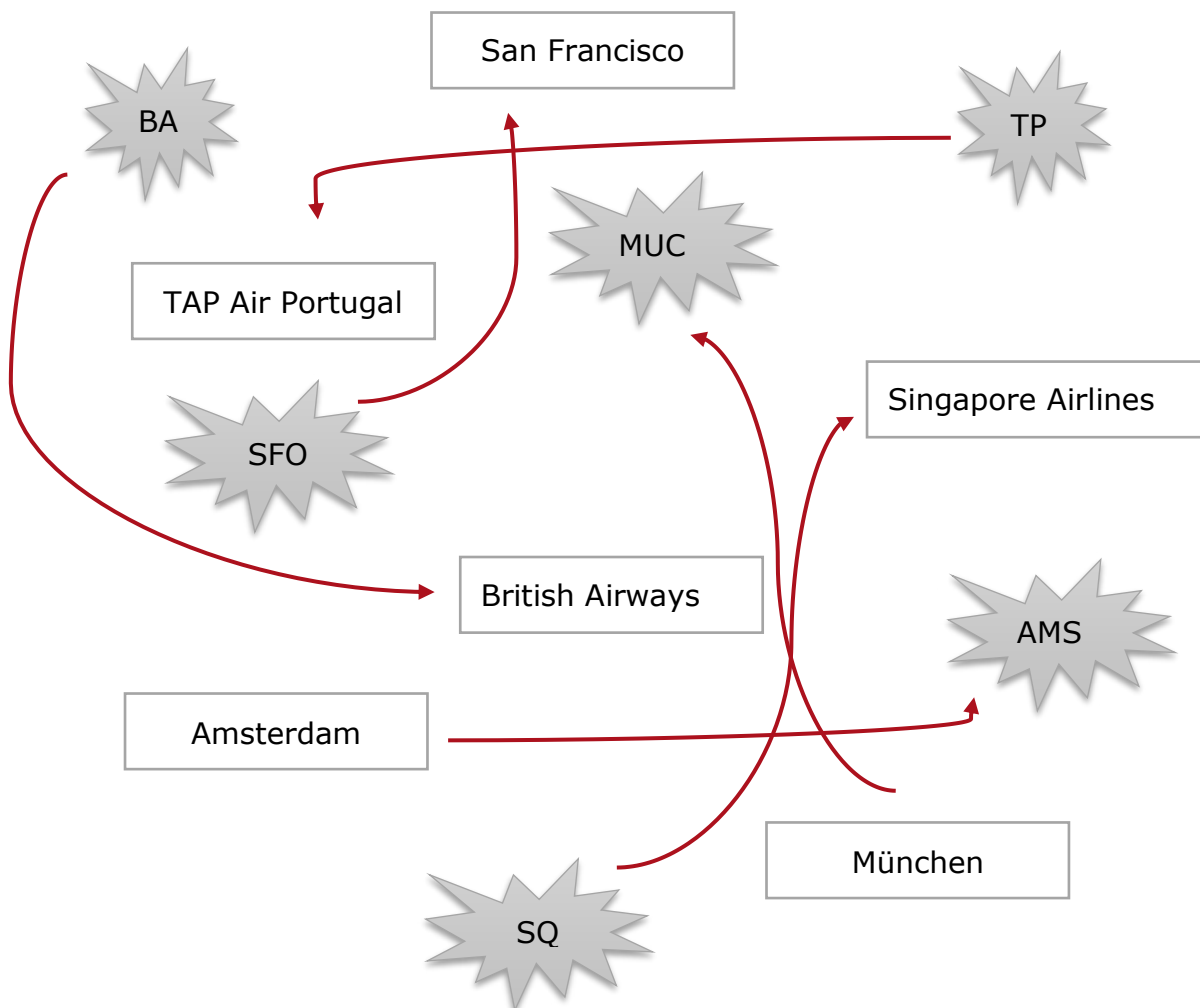 San Francisco
BA
TP
MUC
TAP Air Portugal
Singapore Airlines
SFO
British Airways
AMS
Amsterdam
München
SQ